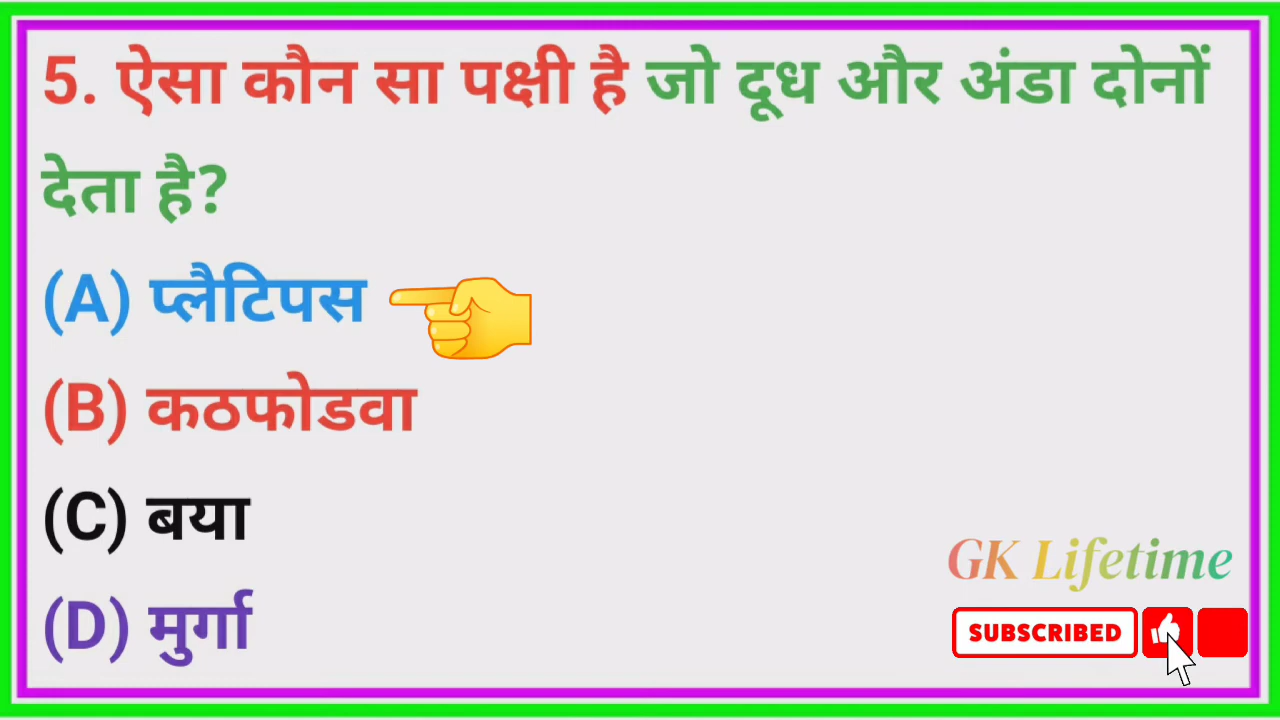 5. ऐसा कौन सा पक्षी है जो दूध और अंडा दोनों
देता है?
(A) प्लैटिपस
(B) कठफोडवा
(C) बया
(D) मुर्गा
GK Lifetime
SUBSCRIBED